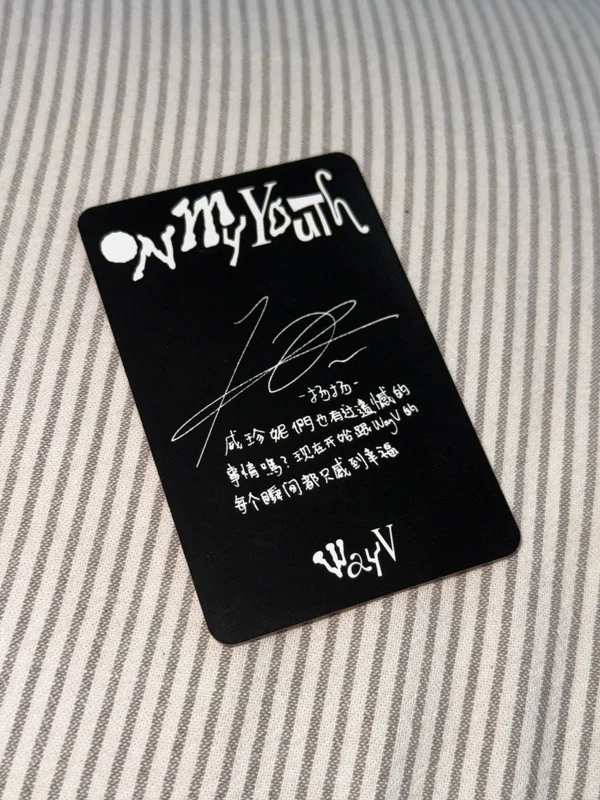 On My Youth
-扬扬-
威珍妮們也有过遺憾的
事情嗎？现在开始跟WayV的
每个瞬间都只感到幸福
WayV